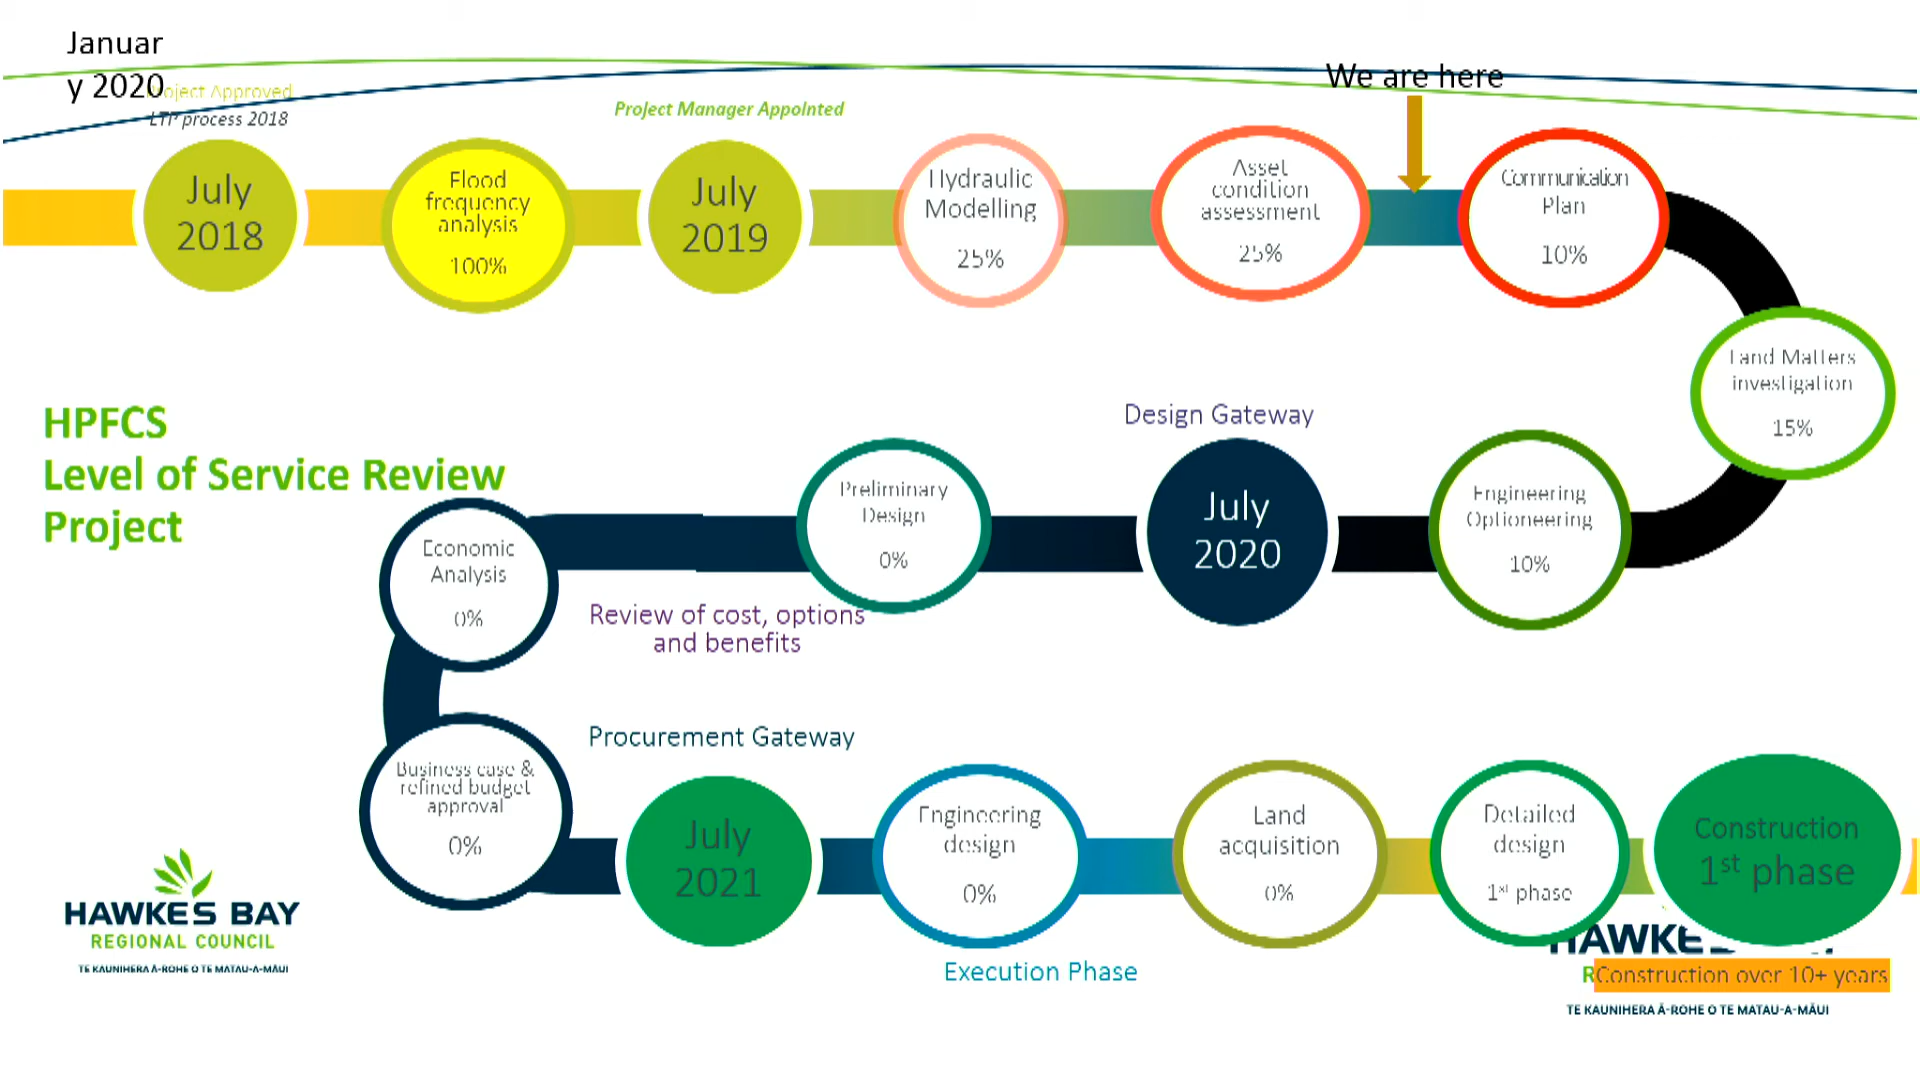 Januar
y 2020
oject Approved
LTP process 2018
Project Manager Appointed
We are here
July
2018
Flood
frequency
analysis
100%
July
2019
Hydraulic
Modelling
25%
Asset
condition
assessment
25%
Communication
Plan
10%
Land Matters
investigation
15%
HPFCS
Level of Service Review
Project
Design Gateway
Economic
Analysis
0%
Preliminary
Design
0%
July
2020
Engineering
Optioneering
10%
Review of cost, options
and benefits
Procurement Gateway
Business case &
refined budget
approval
0%
July
2021
Engineering
design
0%
Land
acquisition
0%
Detailed
design
1st phase
Construction
1st phase
Execution Phase
HAWKE'S BAY
REGIONAL COUNCIL
TE KAUNIHERA Ā-ROHE O TE MATAU-A-MĀUI
Construction over 10+ years
TE KAUNIHERA Ā-ROHE O TE MATAU-A-MĀUI